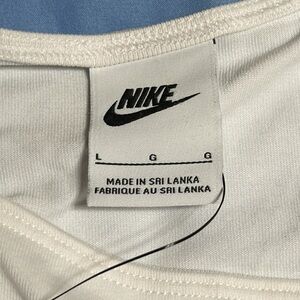 NIKE
L G G
MADE IN SRI LANKA
FABRIQUE AU SRI LANKA